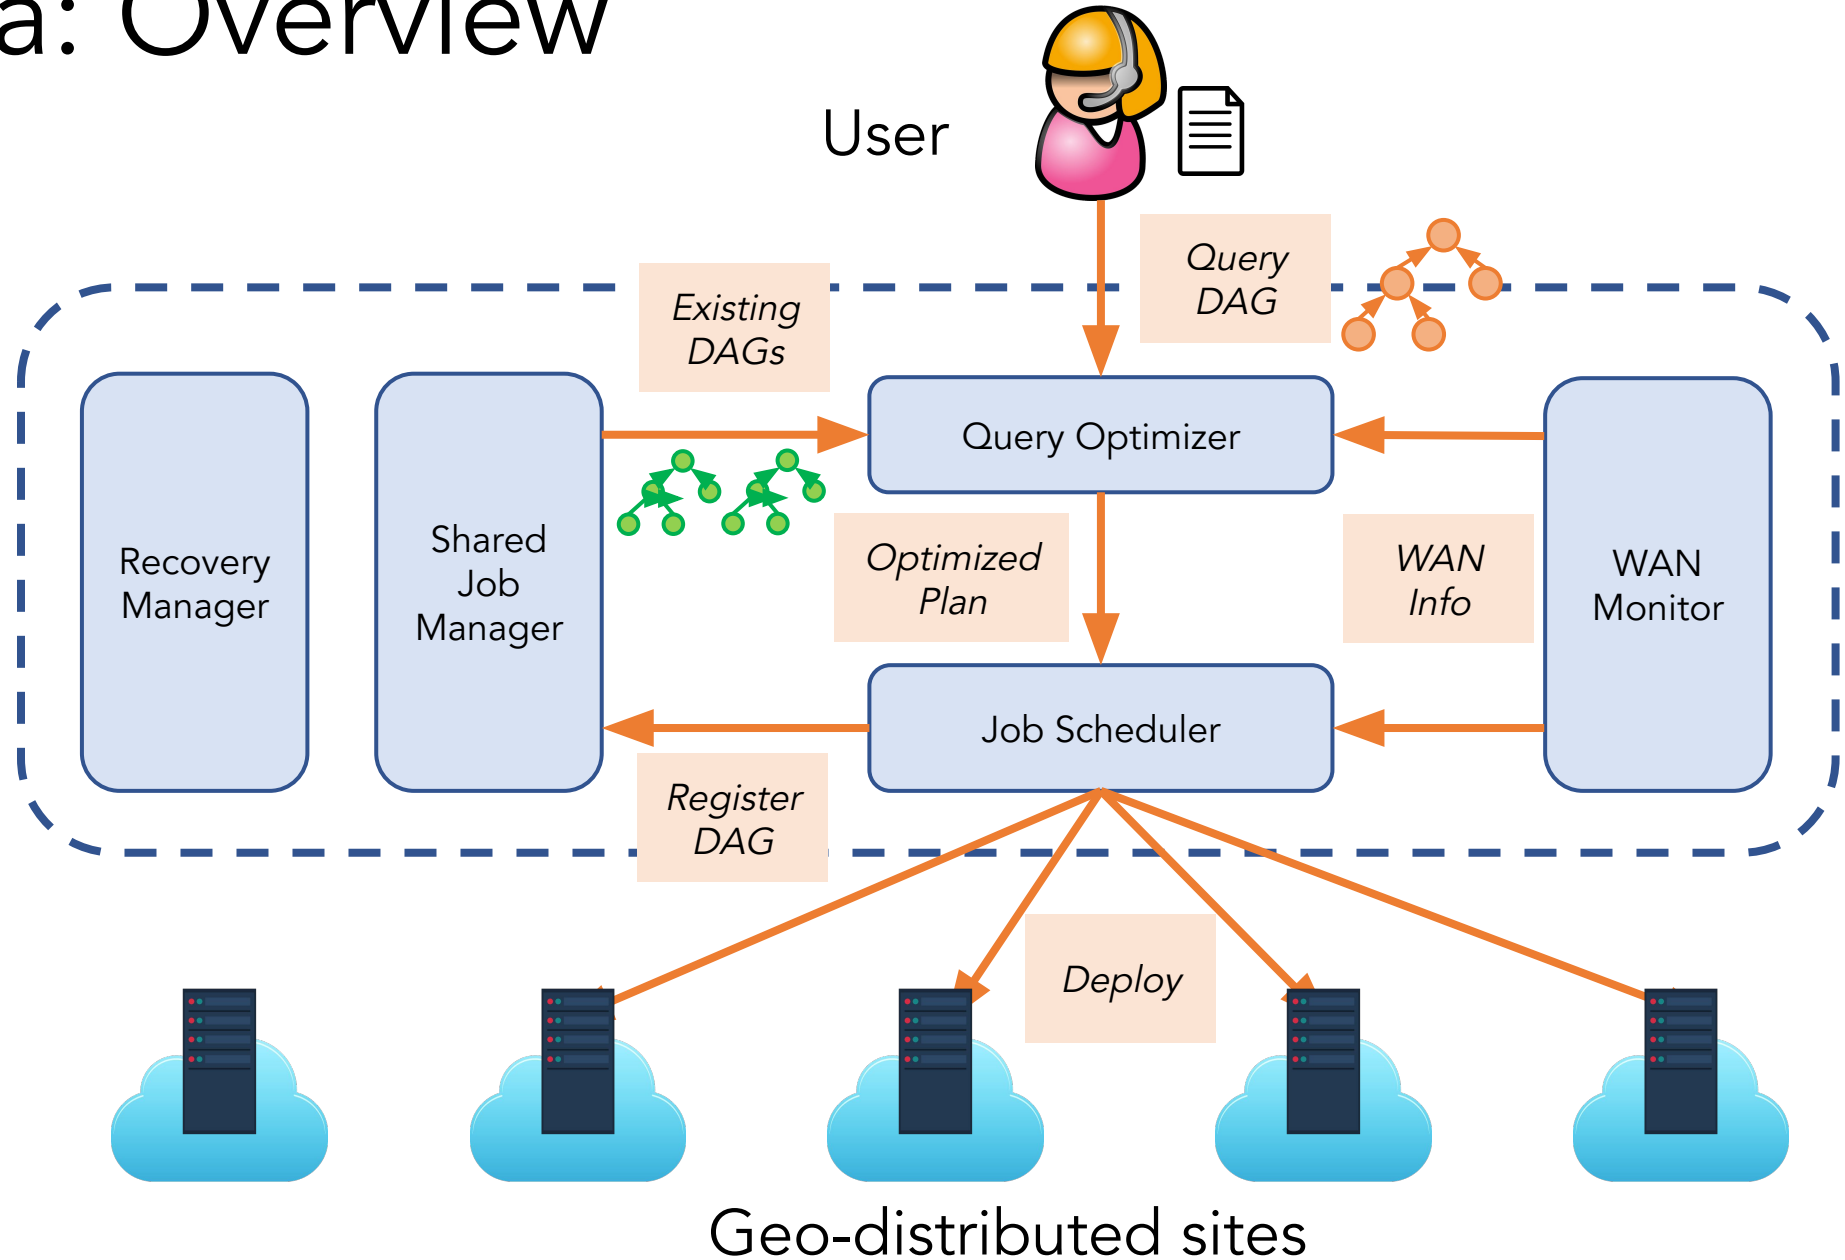 a: Overview
User
Query
DAG
Existing
DAGs
Query Optimizer
Recovery
Manager
Shared
Job
Manager
Optimized
Plan
WAN
Info
WAN
Monitor
Job Scheduler
Register
DAG
Deploy
Geo-distributed sites